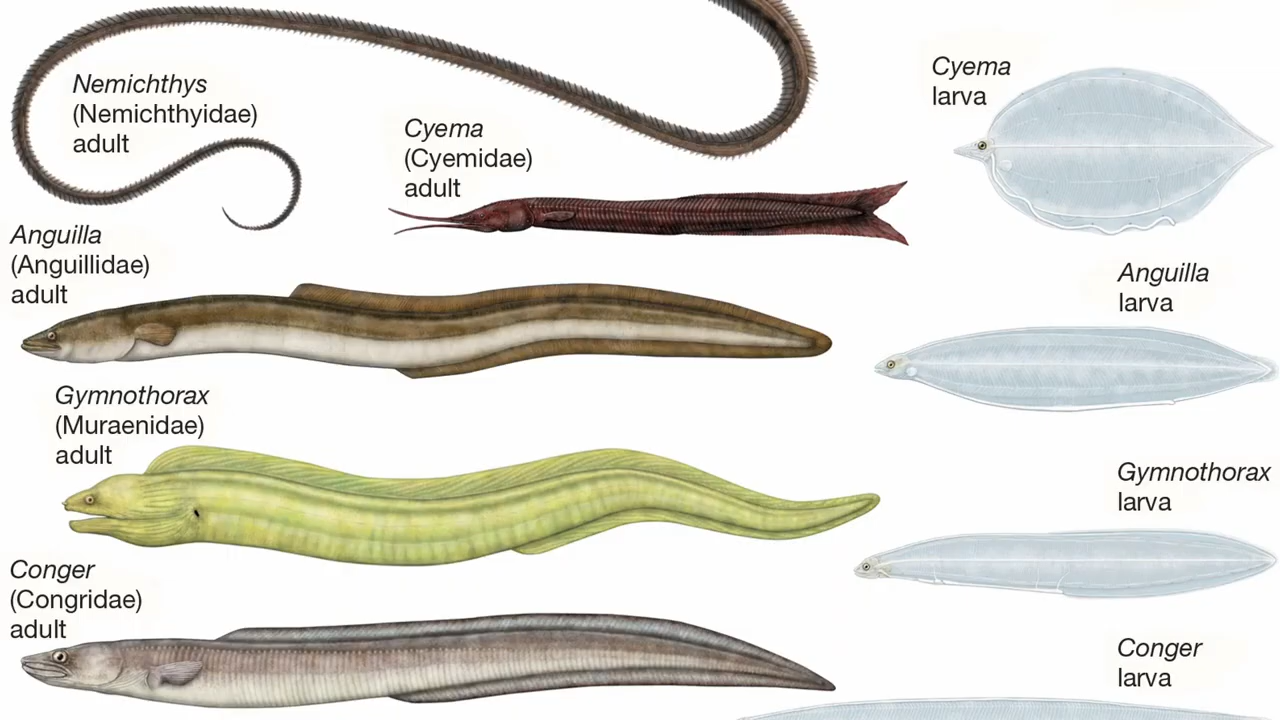 Nemichthys
(Nemichthyidae)
adult
Cyema
(Cyemidae)
adult
Cyema
larva
Anguilla
(Anguillidae)
adult
Anguilla
larva
Gymnothorax
(Muraenidae)
adult
Gymnothorax
larva
Conger
(Congridae)
adult
Conger
larva